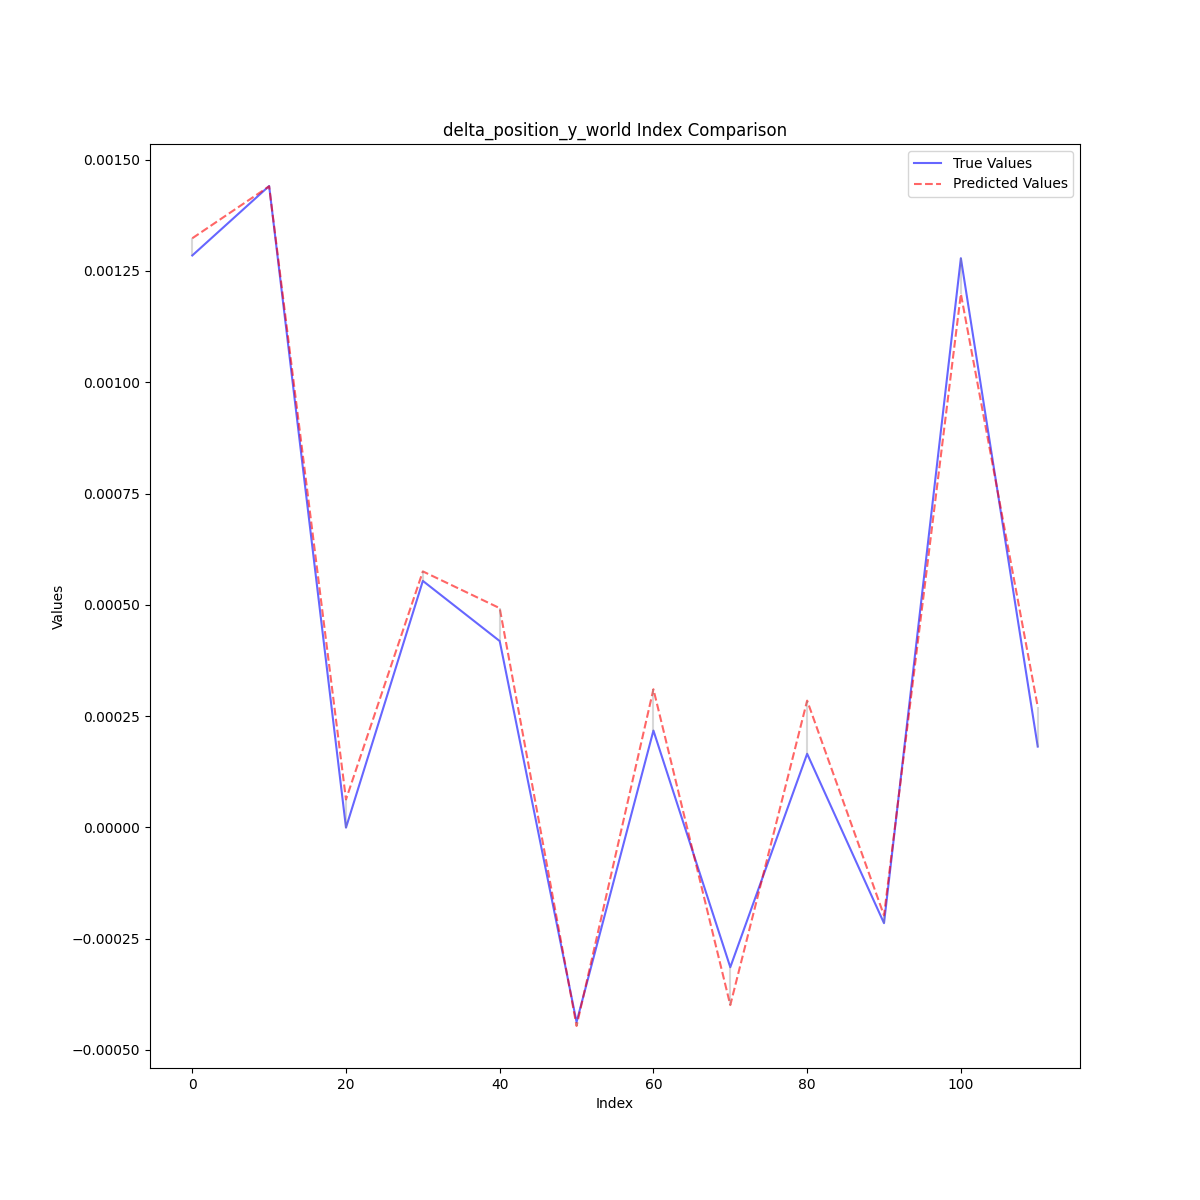 delta_position_y_world Index Comparison
True Values
Predicted Values
0.00150
0.00125
0.00100
0.00075
0.00050
0.00025
0.00000
−0.00025
−0.00050
Values
0 20 40 60 80 100
Index